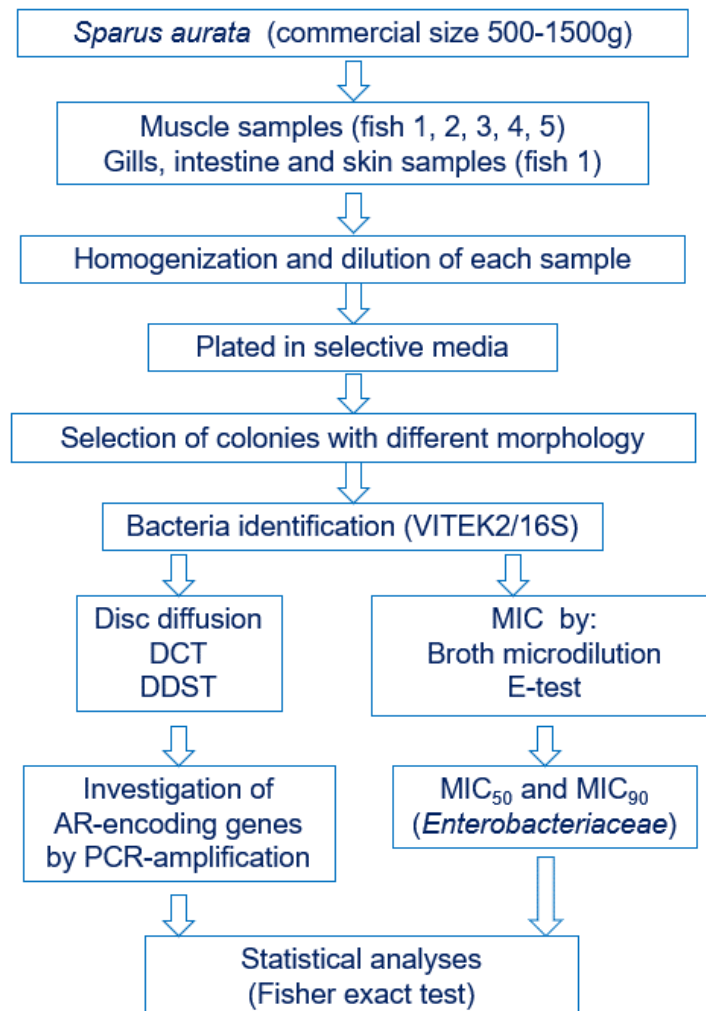 Sparus aurata (commercial size 500-1500g)
Muscle samples (fish 1, 2, 3, 4, 5)
Gills, intestine and skin samples (fish 1)
Homogenization and dilution of each sample
Plated in selective media
Selection of colonies with different morphology
Bacteria identification (VITEK2/16S)
Disc diffusion
DCT
DDST
MIC by:
Broth microdilution
E-test
Investigation of
AR-encoding genes
by PCR-amplification
MIC50 and MIC90
(Enterobacteriaceae)
Statistical analyses
(Fisher exact test)